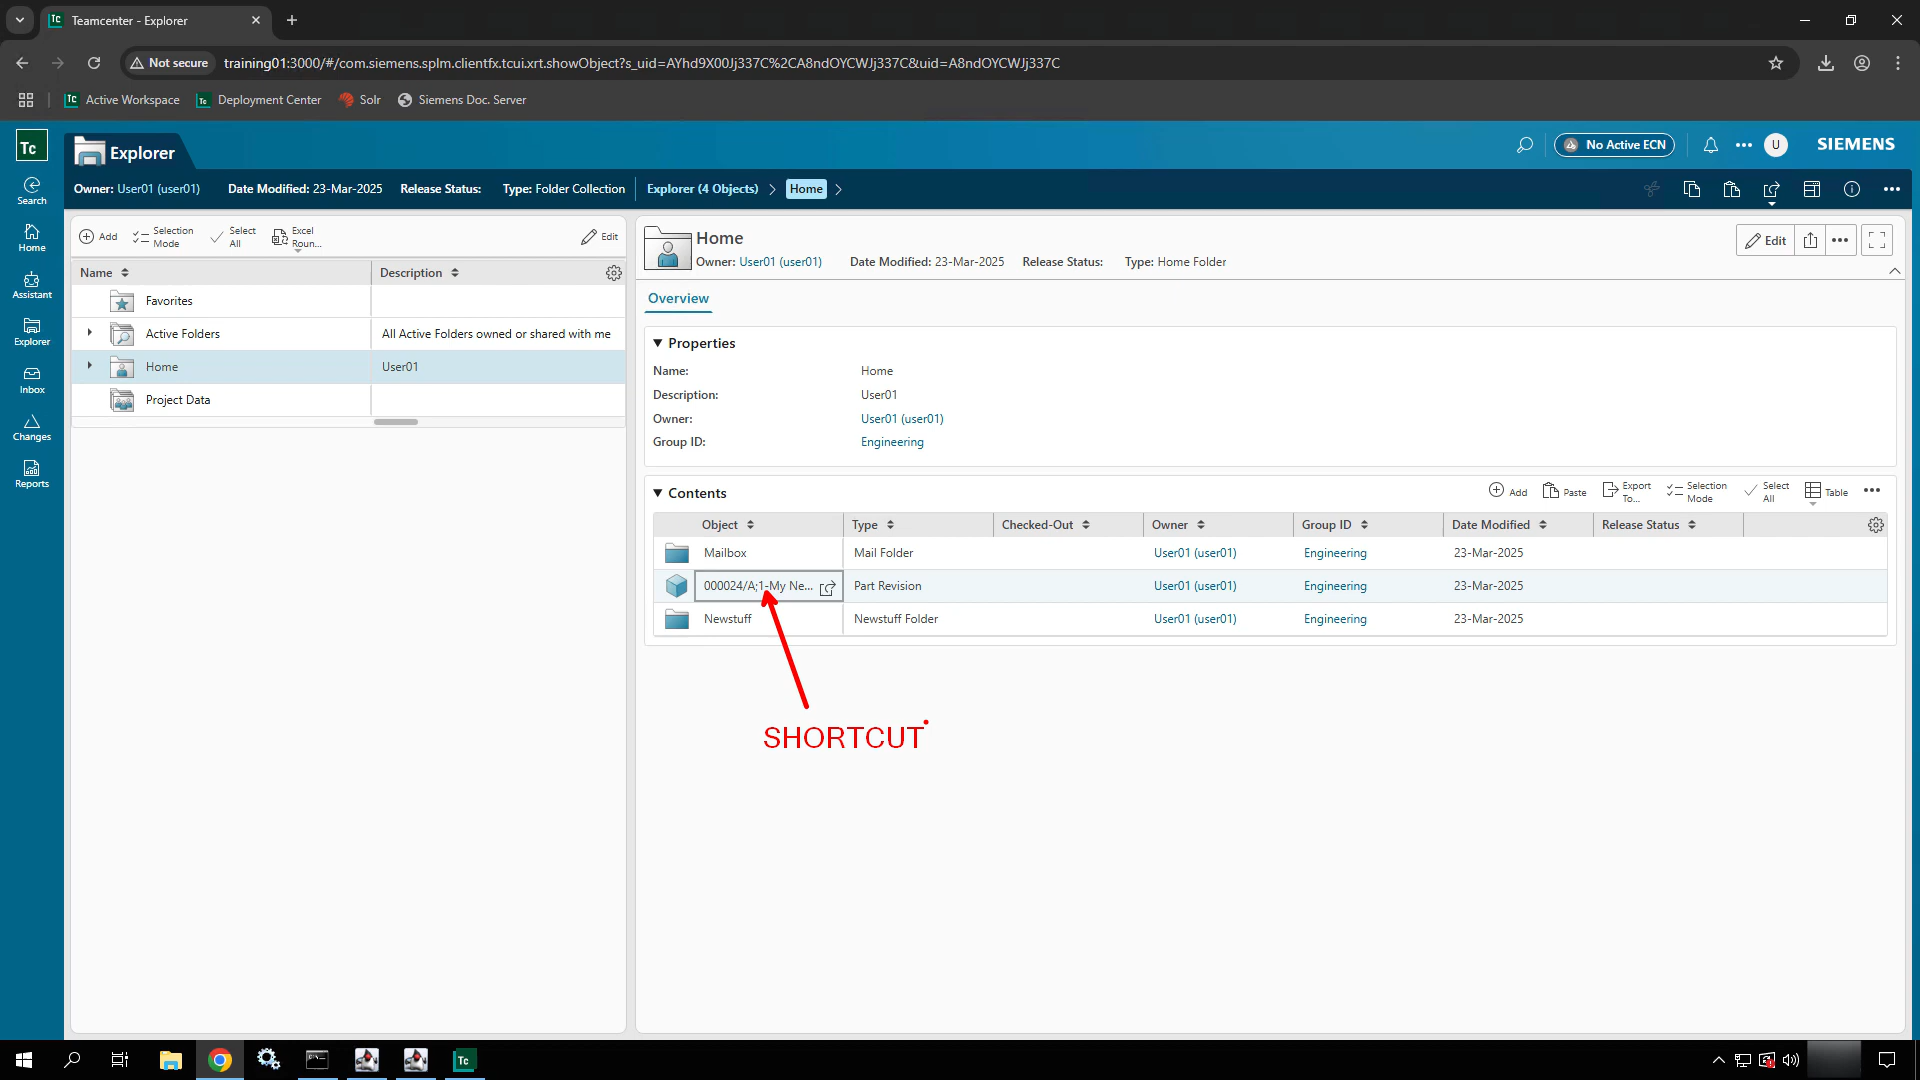 Teamcenter - Explorer
Not secure
training01:3000/#/com.siemens.splm.clientfx.tcui.xrt.showObject?s_uid=AYhd9X00Jj337C%2CA8ndOYCWJj337C&uid=A8ndOYCWJj337C
Active Workspace
Deployment Center
Solr
Siemens Doc. Server
Tc
Explorer
No Active ECN
U
SIEMENS
Owner: User01 (user01)
Date Modified: 23-Mar-2025
Release Status:
Type: Folder Collection
Explorer (4 Objects)
Home
Search
Home
Assistant
Explorer
Inbox
Changes
Reports
Add
Selection Mode
Select All
Excel Roun...
Edit
Name
Description
Favorites
Active Folders
All Active Folders owned or shared with me
Home
User01
Project Data
Home
Owner: User01 (user01)
Date Modified: 23-Mar-2025
Release Status:
Type: Home Folder
Edit
Overview
Properties
Name: Home
Description: User01
Owner: User01 (user01)
Group ID: Engineering
Contents
Add
Paste
Export To...
Selection Mode
Select All
Table
Object
Type
Checked-Out
Owner
Group ID
Date Modified
Release Status
Mailbox Mail Folder User01 (user01) Engineering 23-Mar-2025
000024/A;1-My Ne... Part Revision User01 (user01) Engineering 23-Mar-2025
Newstuff Newstuff Folder User01 (user01) Engineering 23-Mar-2025
SHORTCUT
Tc